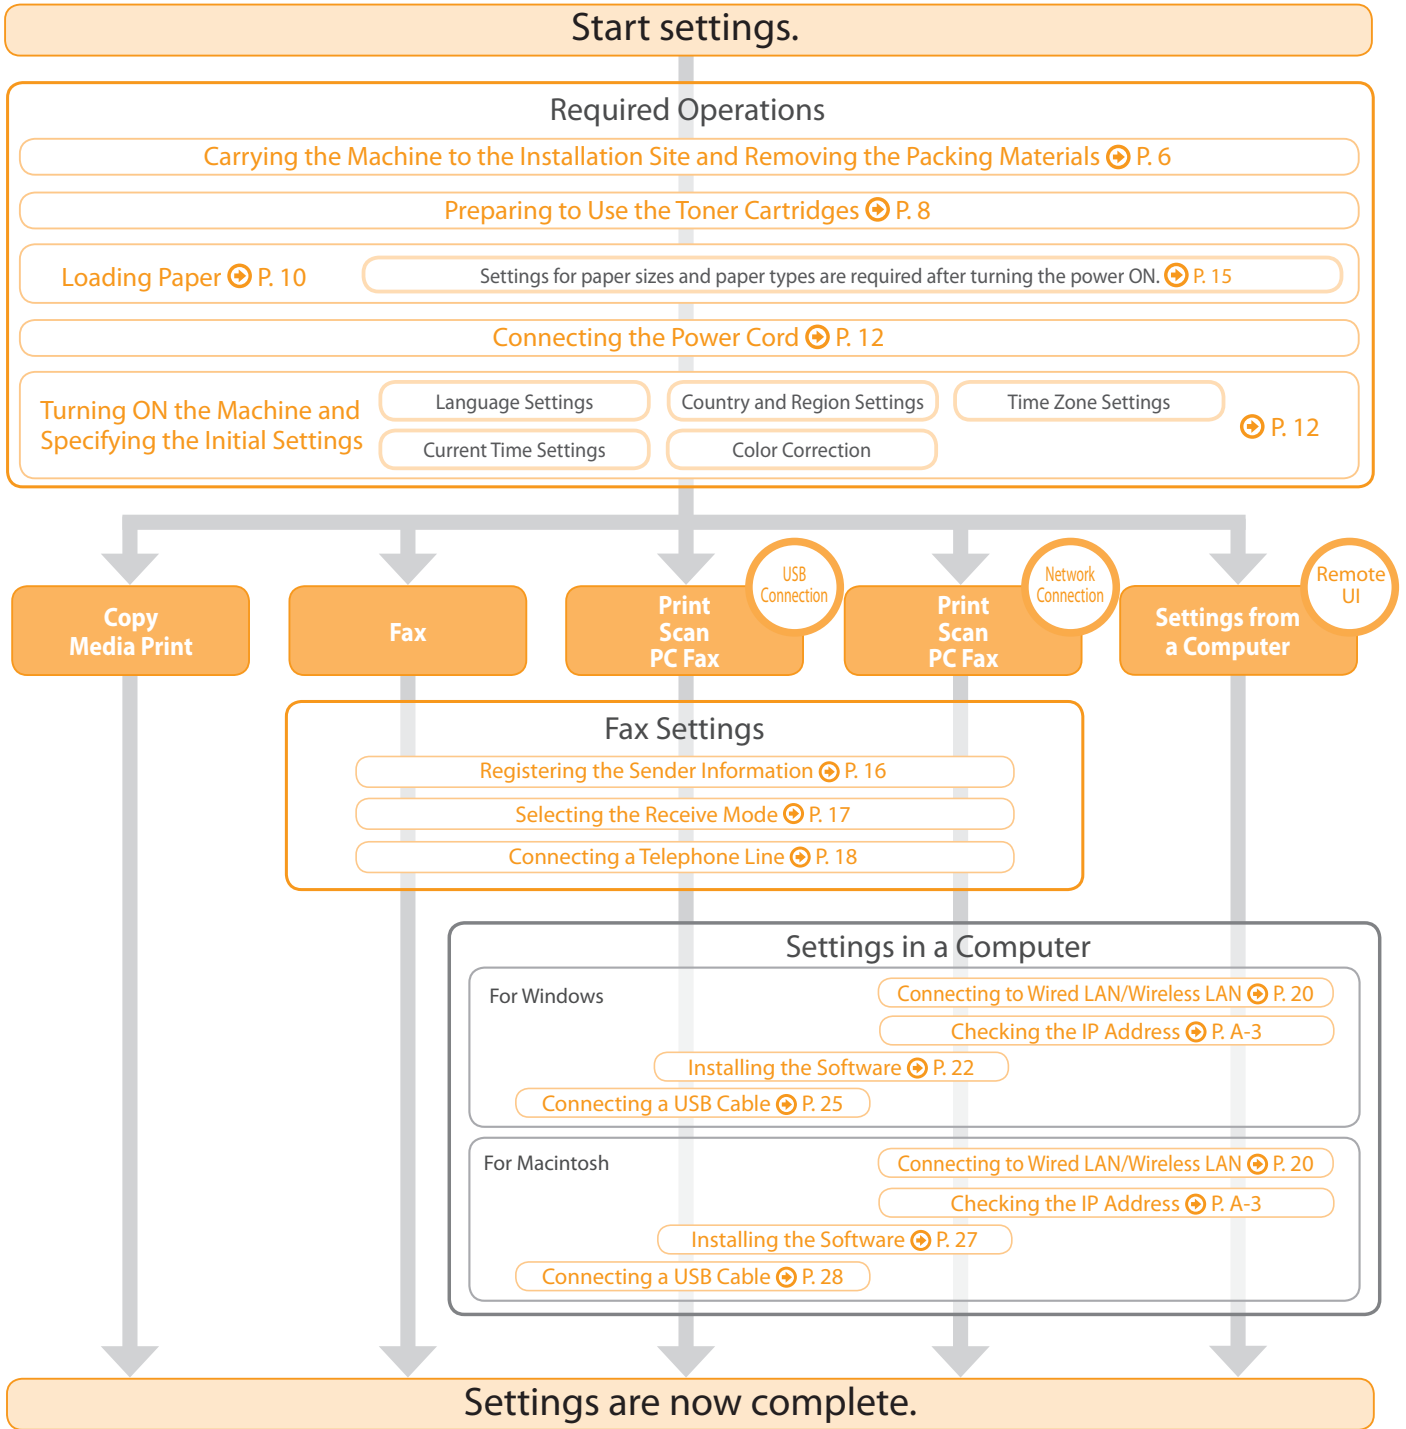 Start settings.
Required Operations
Carrying the Machine to the Installation Site and Removing the Packing Materials P. 6
Preparing to Use the Toner Cartridges P. 8
Loading Paper P. 10
Settings for paper sizes and paper types are required after turning the power ON. P. 15
Connecting the Power Cord P. 12
Turning ON the Machine and
Specifying the Initial Settings
Language Settings
Country and Region Settings
Time Zone Settings
Current Time Settings
Color Correction
P. 12
Copy
Media Print
Fax
USB
Connection
Print
Scan
PC Fax
Network
Connection
Print
Scan
PC Fax
Remote
UI
Settings from
a Computer
Fax Settings
Registering the Sender Information P. 16
Selecting the Receive Mode P. 17
Connecting a Telephone Line P. 18
Settings in a Computer
For Windows
Connecting to Wired LAN/Wireless LAN P. 20
Checking the IP Address P. A-3
Installing the Software P. 22
Connecting a USB Cable P. 25
For Macintosh
Connecting to Wired LAN/Wireless LAN P. 20
Checking the IP Address P. A-3
Installing the Software P. 27
Connecting a USB Cable P. 28
Settings are now complete.